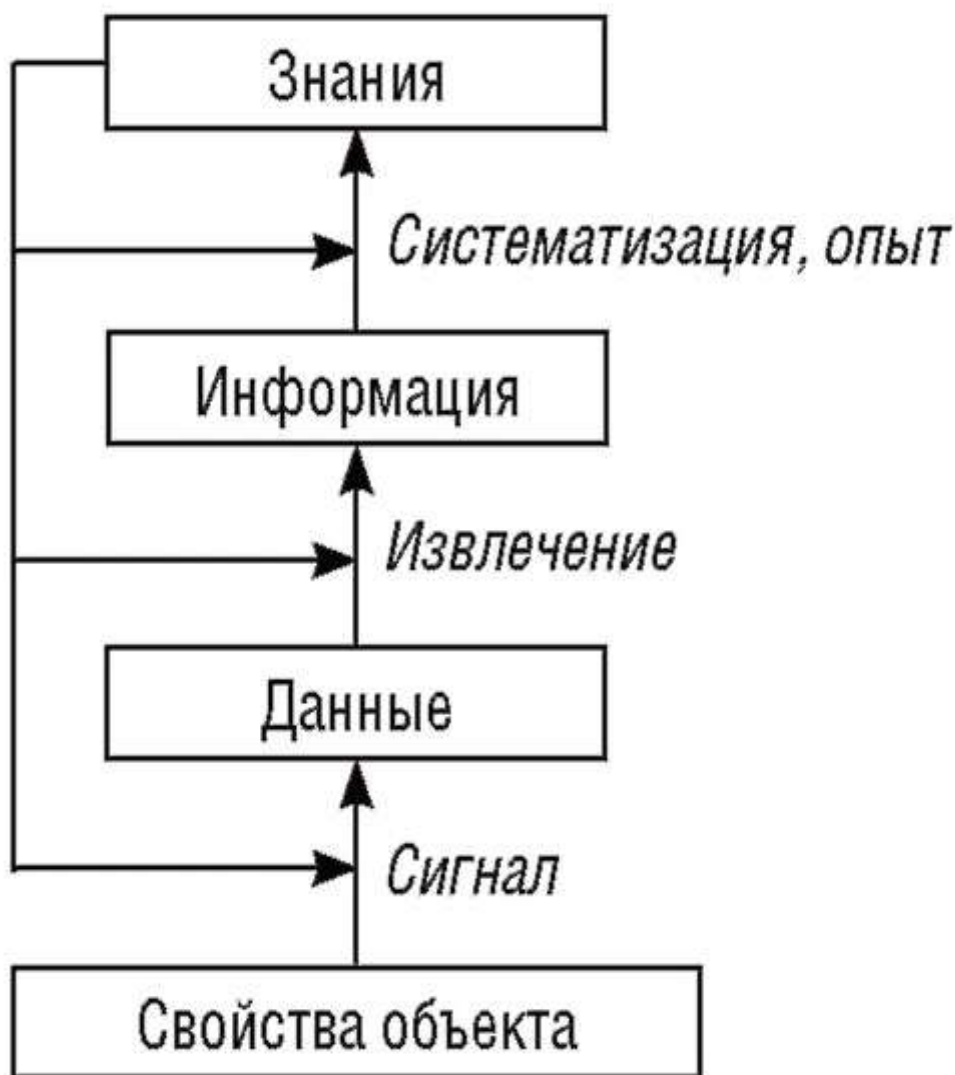 Знания
Систематизация, опыт
Информация
Извлечение
Данные
Сигнал
Свойства объекта